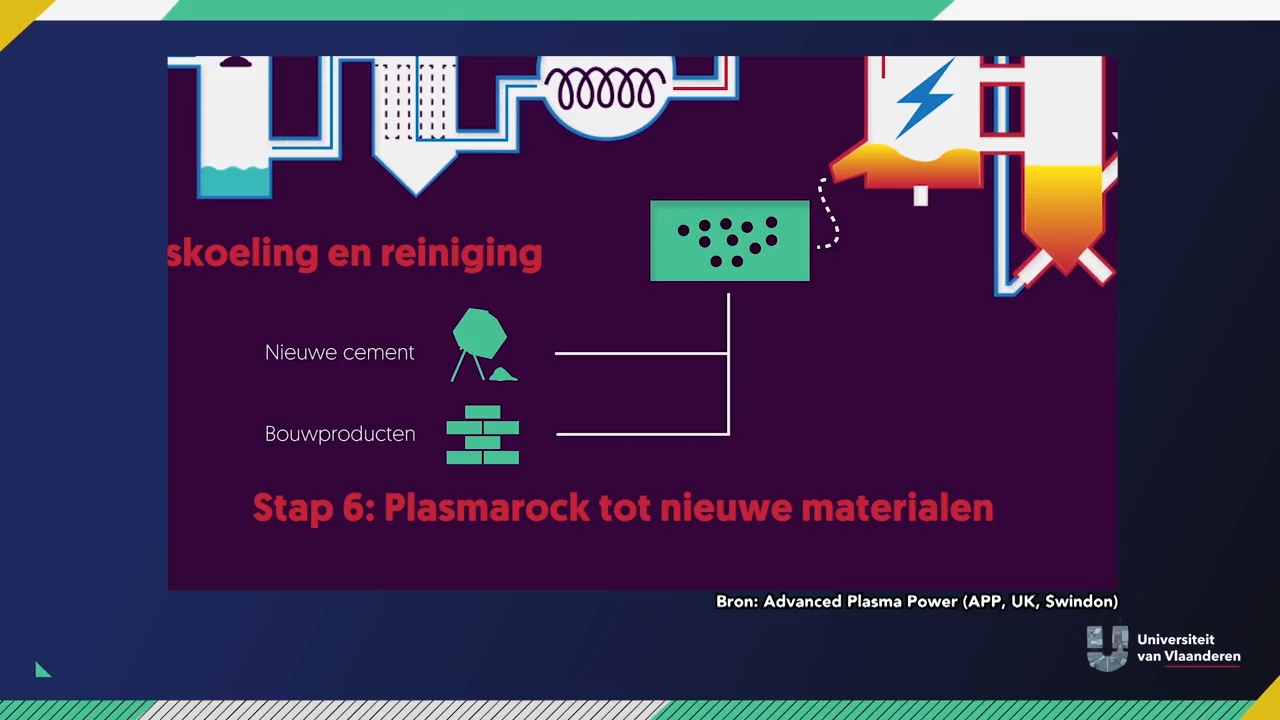 skoeling en reiniging
Nieuwe cement
Bouwproducten
Stap 6: Plasmarock tot nieuwe materialen
Bron: Advanced Plasma Power (APP, UK, Swindon)
Universiteit
van Vlaanderen